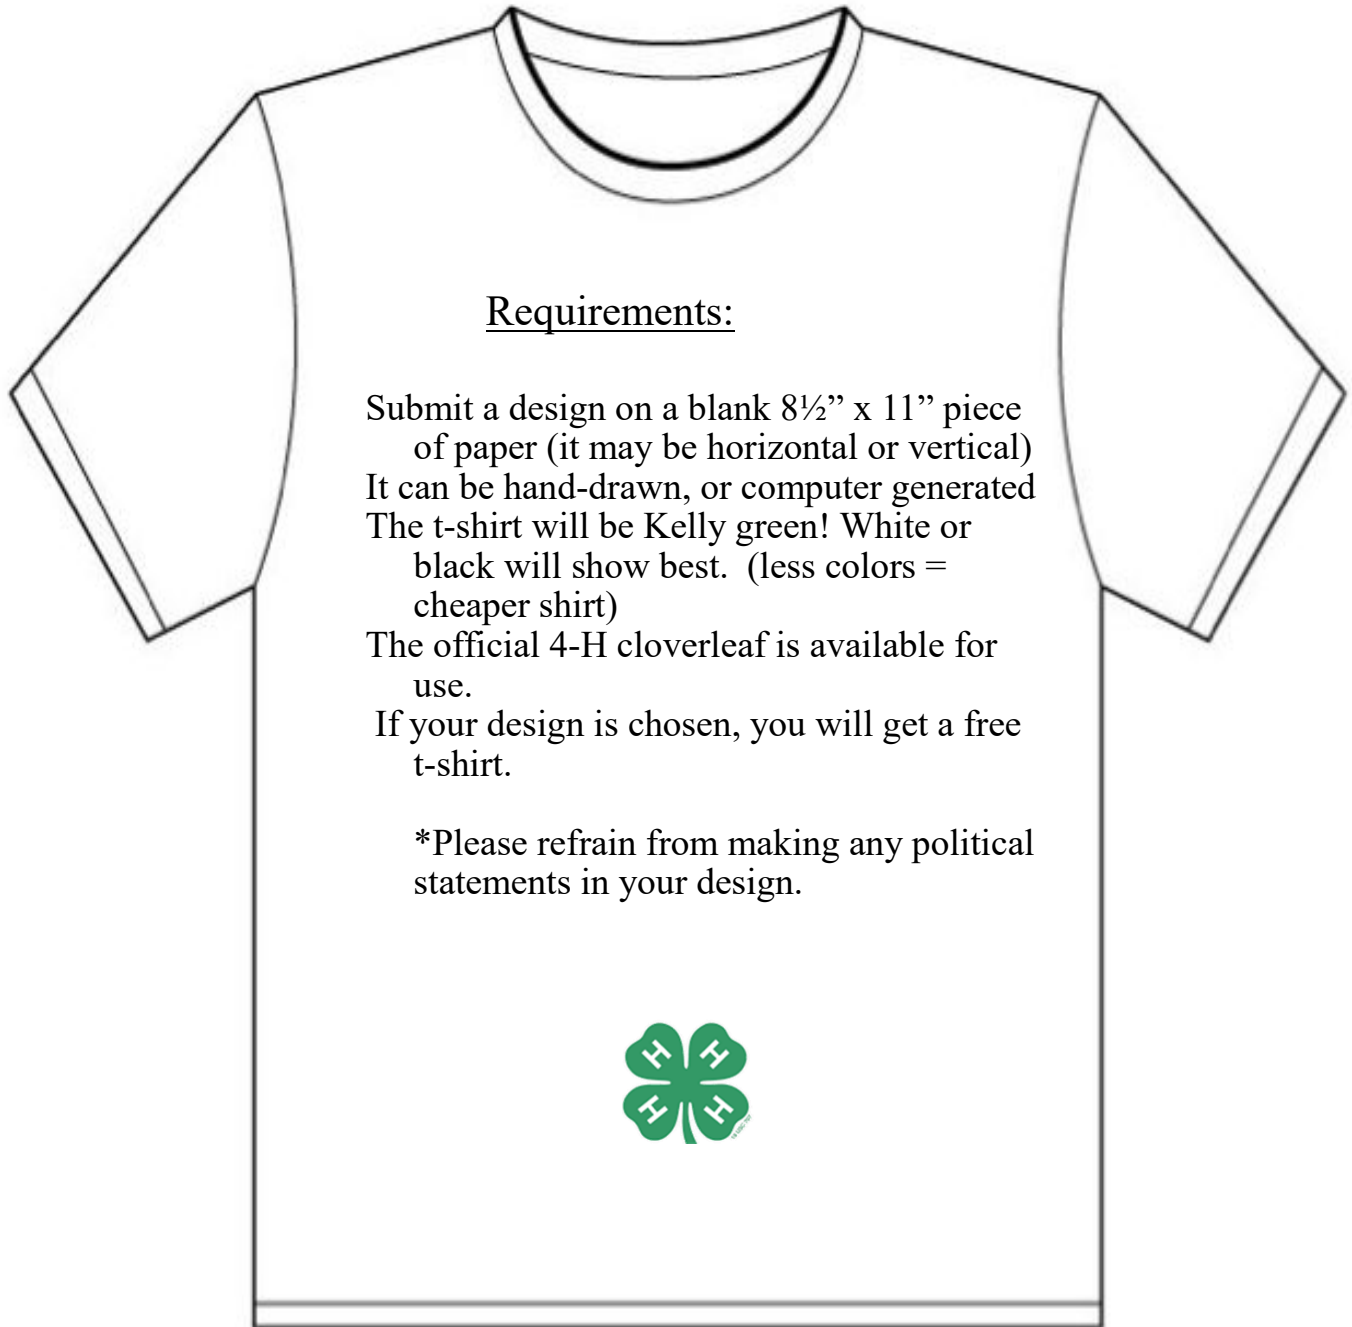 Requirements:
Submit a design on a blank 8½” x 11” piece
of paper (it may be horizontal or vertical)
It can be hand-drawn, or computer generated
The t-shirt will be Kelly green! White or
black will show best.  (less colors =
cheaper shirt)
The official 4-H cloverleaf is available for
use.
If your design is chosen, you will get a free
t-shirt.
*Please refrain from making any political
statements in your design.
H H
H H
18 USC 707